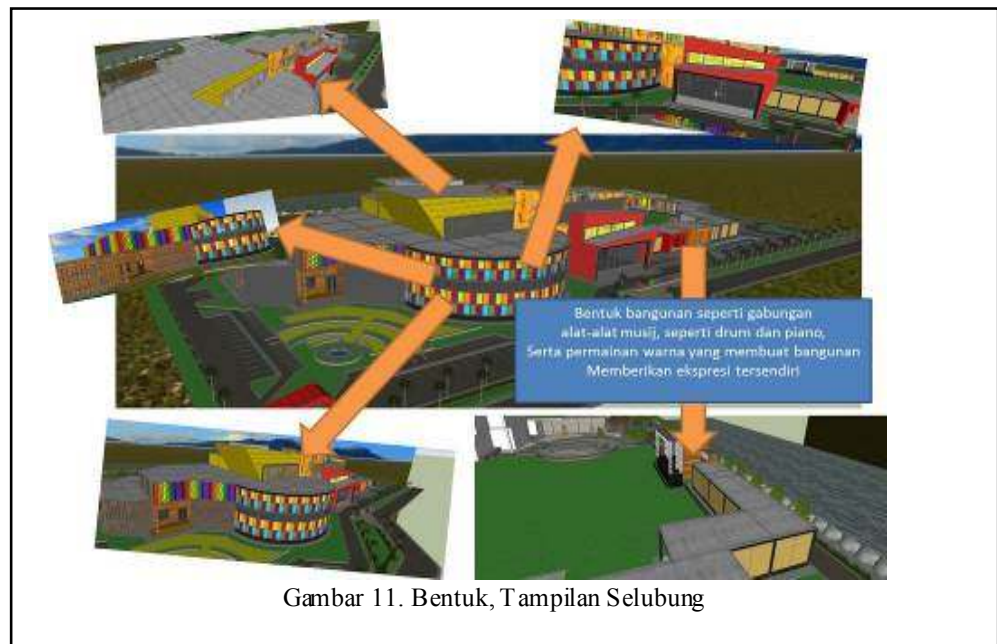 Bentuk bangunan seperti gabungan
alat-alat musij, seperti drum dan piano,
Serta permainan warna yang membuat bangunan
Memberikan ekspresi tersendiri
Gambar 11. Bentuk, Tampilan Selubung